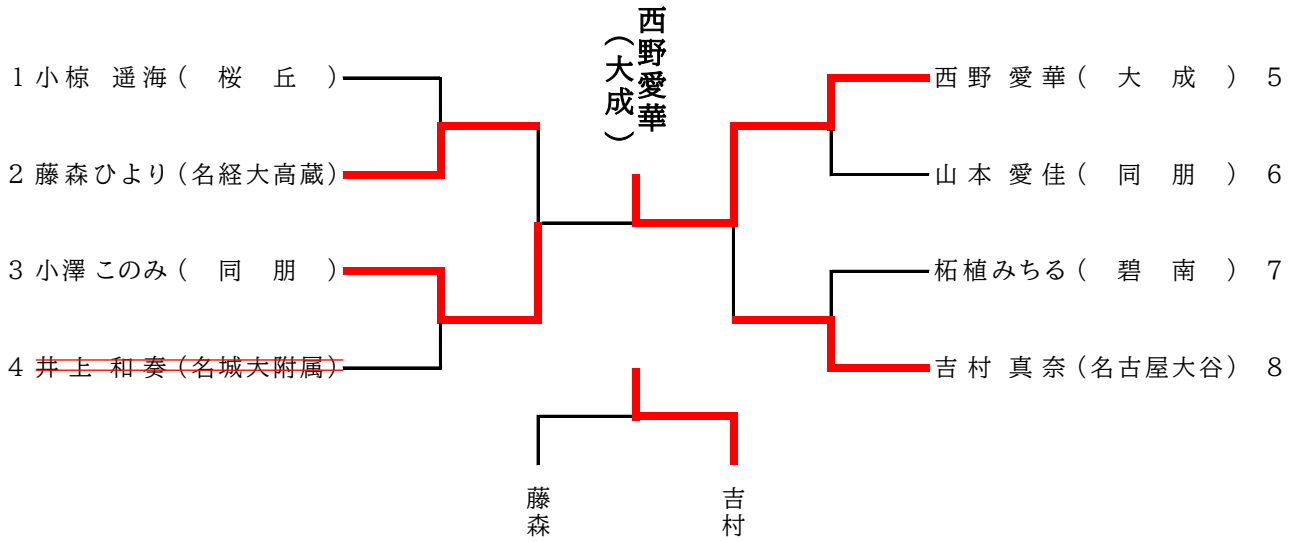 西野愛華
（大成）
1 小椋 遥海（ 桜 丘 ）
2 藤森ひより（名経大高蔵）
3 小澤 このみ（ 同 朋 ）
4 井上 和奏（名城大附属）
西野 愛華（ 大 成 ） 5
山本 愛佳（ 同 朋 ） 6
柘植みちる（ 碧 南 ） 7
吉村 真奈（名古屋大谷） 8
藤森
吉村